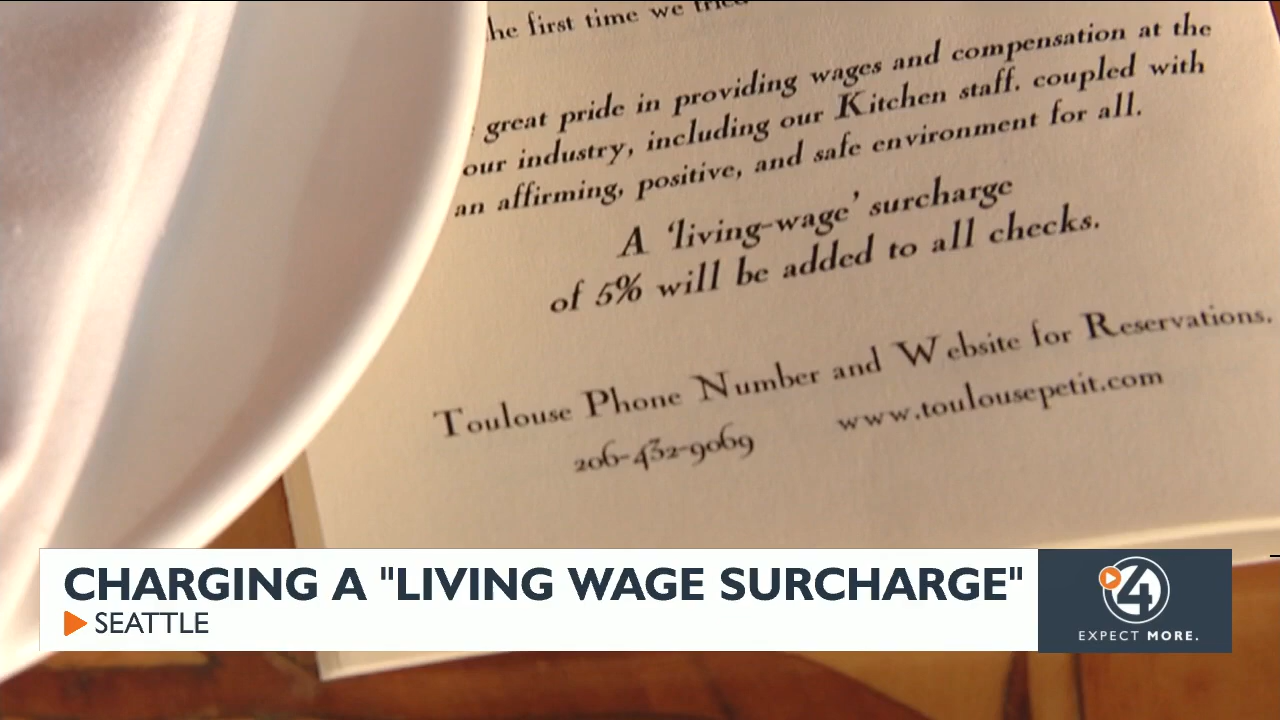 the first time we tried
great pride in providing wages and compensation at the
our industry, including our Kitchen staff. coupled with
an affirming, positive, and safe environment for all.
A 'living-wage' surcharge
of 5% will be added to all checks.
Toulouse Phone Number and Website for Reservations.
206-432-9069 www.toulousepetit.com
CHARGING A "LIVING WAGE SURCHARGE"
SEATTLE
4
EXPECT MORE.